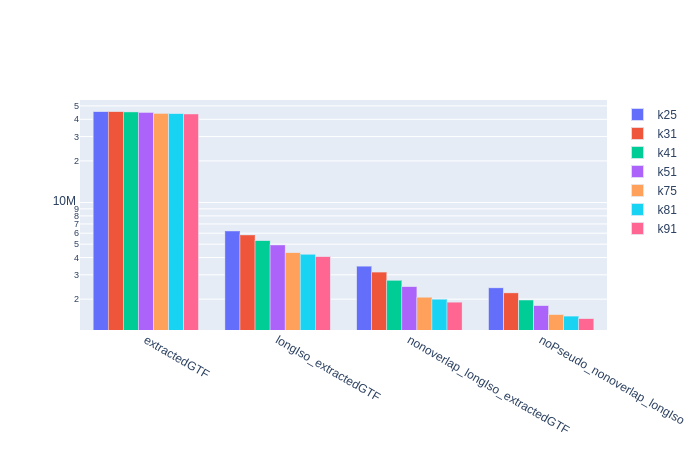 5
4
3
2
10M
9
8
7
6
5
4
3
2
extractedGTF
longIso_extractedGTF
nonoverlap_longIso_extractedGTF
noPseudo_nonoverlap_longIso
k25
k31
k41
k51
k75
k81
k91